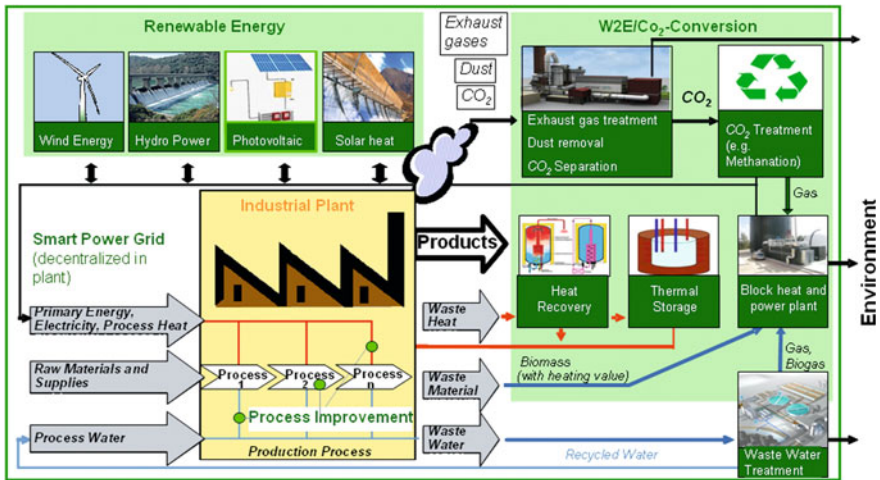 Renewable Energy
Wind Energy
Hydro Power
Photovoltaic
Solar heat
Exhaust
gases
Dust
CO₂
W2E/Co₂-Conversion
Exhaust gas treatment
Dust removal
CO₂ Separation
CO₂
CO₂ Treatment
(e.g.
Methanation)
Gas
Smart Power Grid
(decentralized in
plant)
Industrial Plant
Products
Heat
Recovery
Thermal
Storage
Block heat and
power plant
Environment
Primary Energy,
Electricity, Process Heat
Waste
Heat
Raw Materials and
Supplies
Process
1
Process
2
Process
n
Waste
Material
Biomass
(with heating value)
Gas,
Biogas
Process Improvement
Process Water
Production Process
Waste
Water
Recycled Water
Waste Water
Treatment